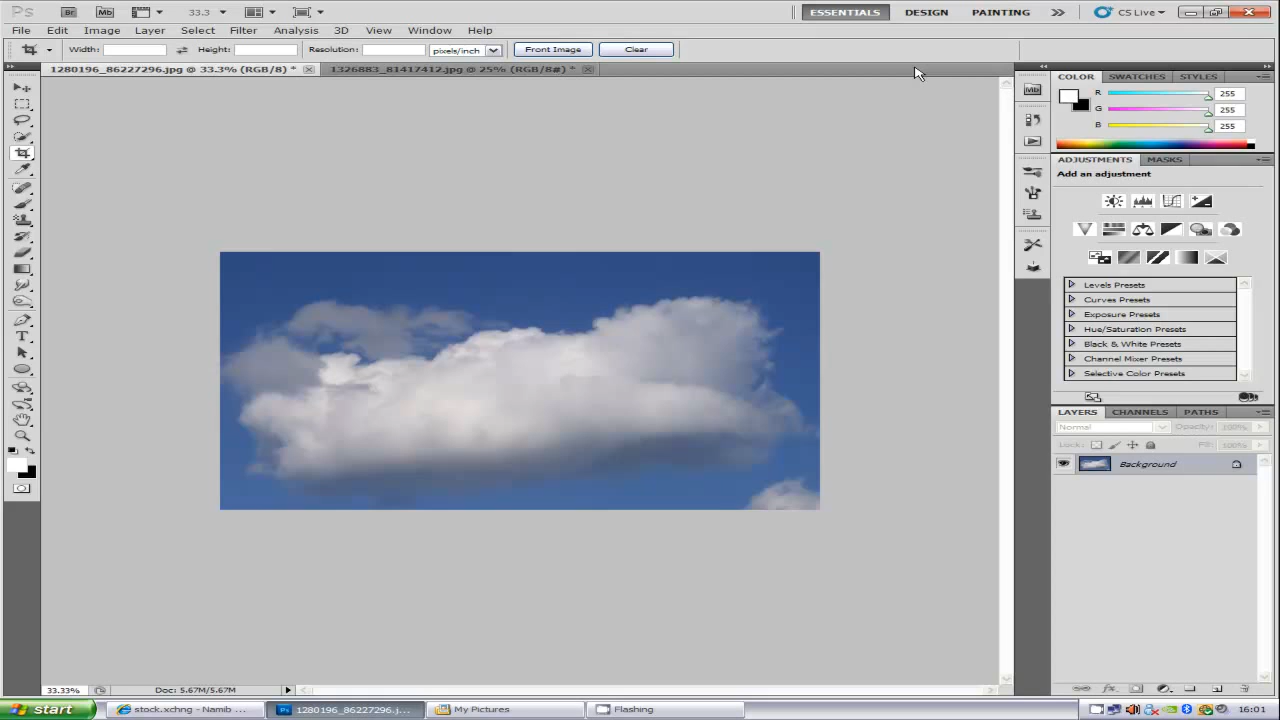 Ps Br Mb 33.3 ESSENTIALS DESIGN PAINTING CS Live
File Edit Image Layer Select Filter Analysis 3D View Window Help
Width: Height: Resolution: pixels/inch Front Image Clear
1280196_86227296.jpg @ 33.3% (RGB/8) * 1326883_81417412.jpg @ 25% (RGB/8#) *
COLOR SWATCHES STYLES
R 255
G 255
B 255
ADJUSTMENTS MASKS
Add an adjustment
Levels Presets
Curves Presets
Exposure Presets
Hue/Saturation Presets
Black & White Presets
Channel Mixer Presets
Selective Color Presets
LAYERS CHANNELS PATHS
Normal Opacity: 100%
Lock: Fill: 100%
Background
33.33% Doc: 5.67M/5.67M
start stock.xchng - Namib ... 1280196_86227296.j... My Pictures Flashing 16:01